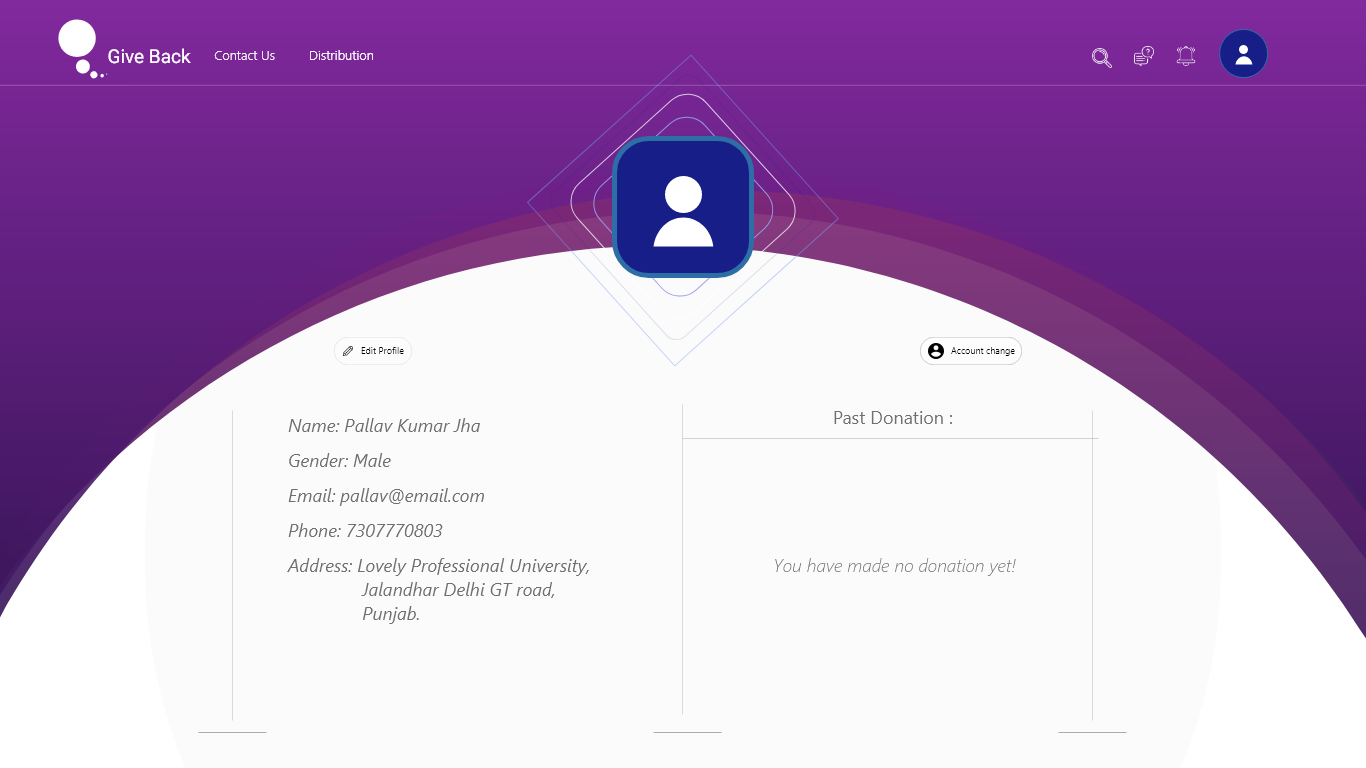 Give Back
Contact Us
Distribution
Edit Profile
Account change
Name: Pallav Kumar Jha
Gender: Male
Email: pallav@email.com
Phone: 7307770803
Address: Lovely Professional University,
Jalandhar Delhi GT road,
Punjab.
Past Donation :
You have made no donation yet!